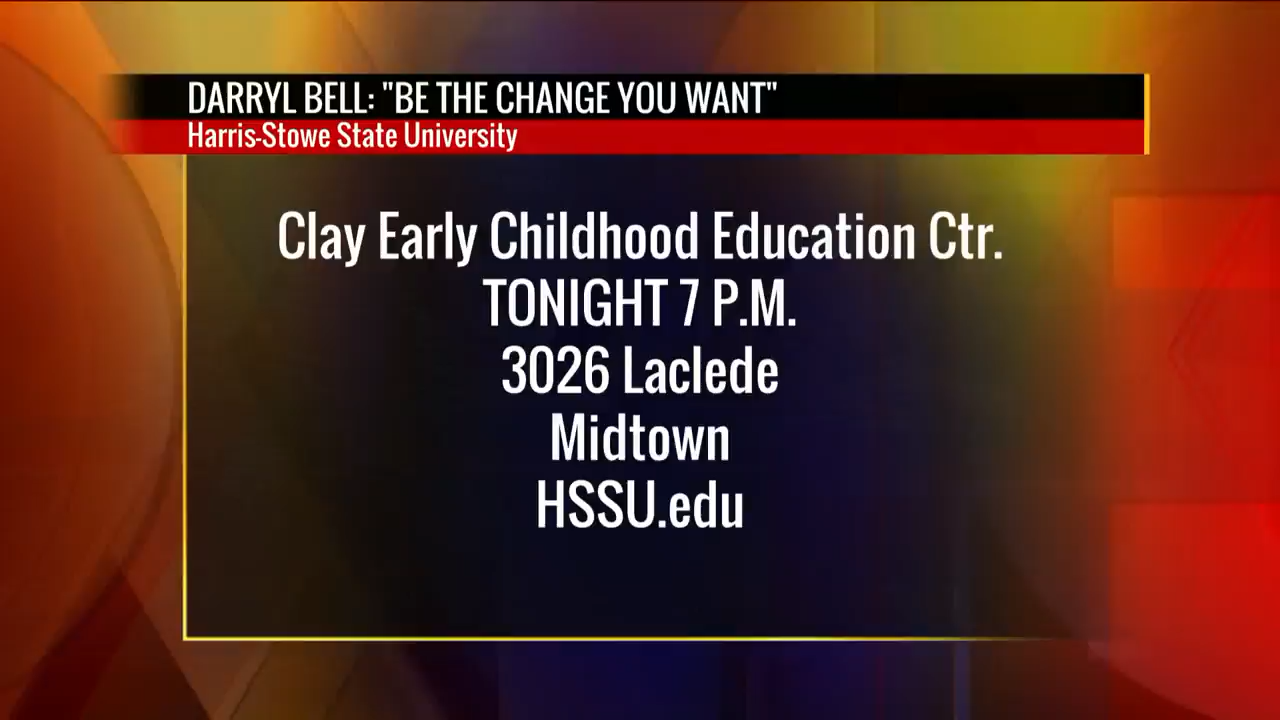 DARRYL BELL: "BE THE CHANGE YOU WANT"
Harris-Stowe State University
Clay Early Childhood Education Ctr.
TONIGHT 7 P.M.
3026 Laclede
Midtown
HSSU.edu